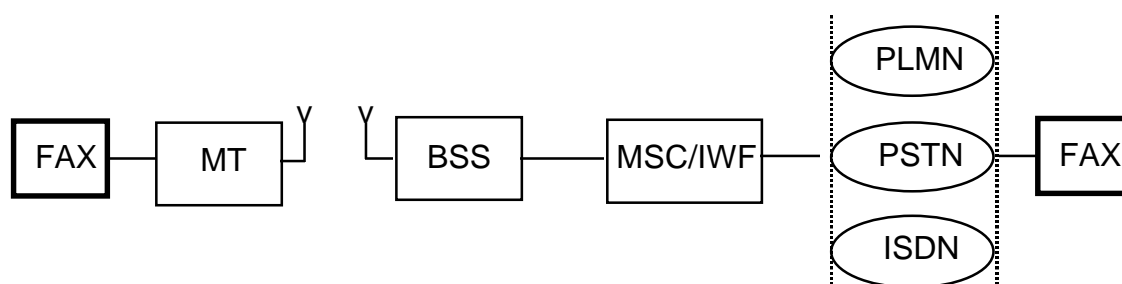 PLMN
FAX MT BSS MSC/IWF PSTN FAX
ISDN